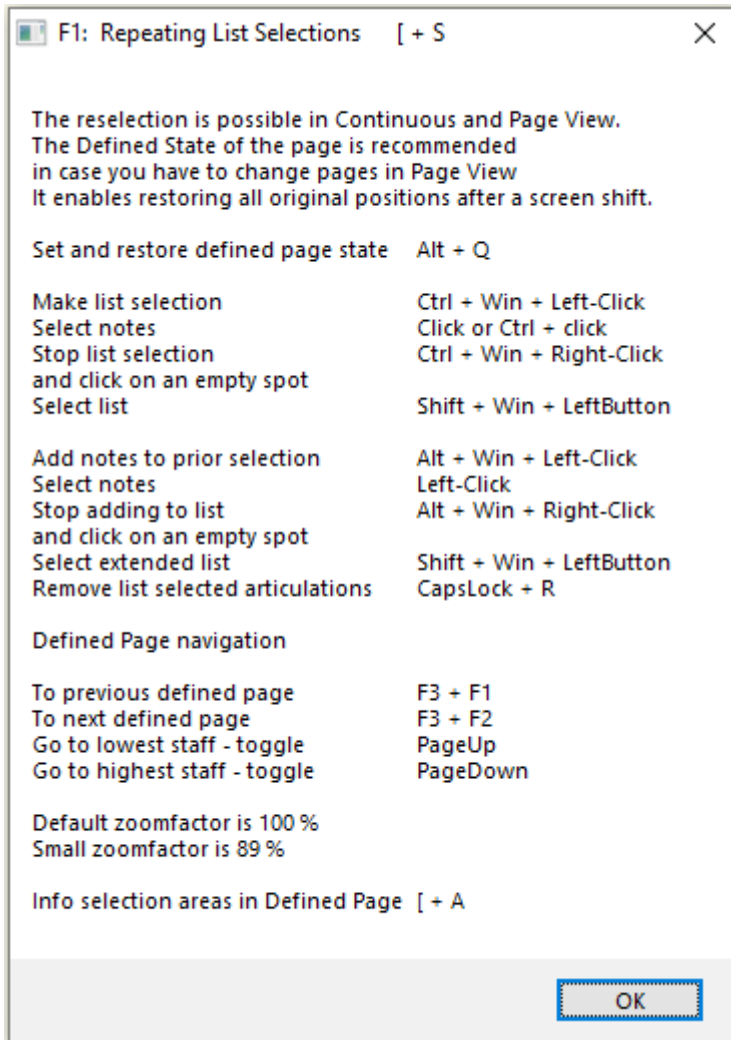 F1: Repeating List Selections [ + S
The reselection is possible in Continuous and Page View.
The Defined State of the page is recommended
in case you have to change pages in Page View
It enables restoring all original positions after a screen shift.
Set and restore defined page state Alt + Q
Make list selection Ctrl + Win + Left-Click
Select notes Click or Ctrl + click
Stop list selection Ctrl + Win + Right-Click
and click on an empty spot
Select list Shift + Win + LeftButton
Add notes to prior selection Alt + Win + Left-Click
Select notes Left-Click
Stop adding to list Alt + Win + Right-Click
and click on an empty spot
Select extended list Shift + Win + LeftButton
Remove list selected articulations CapsLock + R
Defined Page navigation
To previous defined page F3 + F1
To next defined page F3 + F2
Go to lowest staff - toggle PageUp
Go to highest staff - toggle PageDown
Default zoomfactor is 100 %
Small zoomfactor is 89 %
Info selection areas in Defined Page [ + A
OK